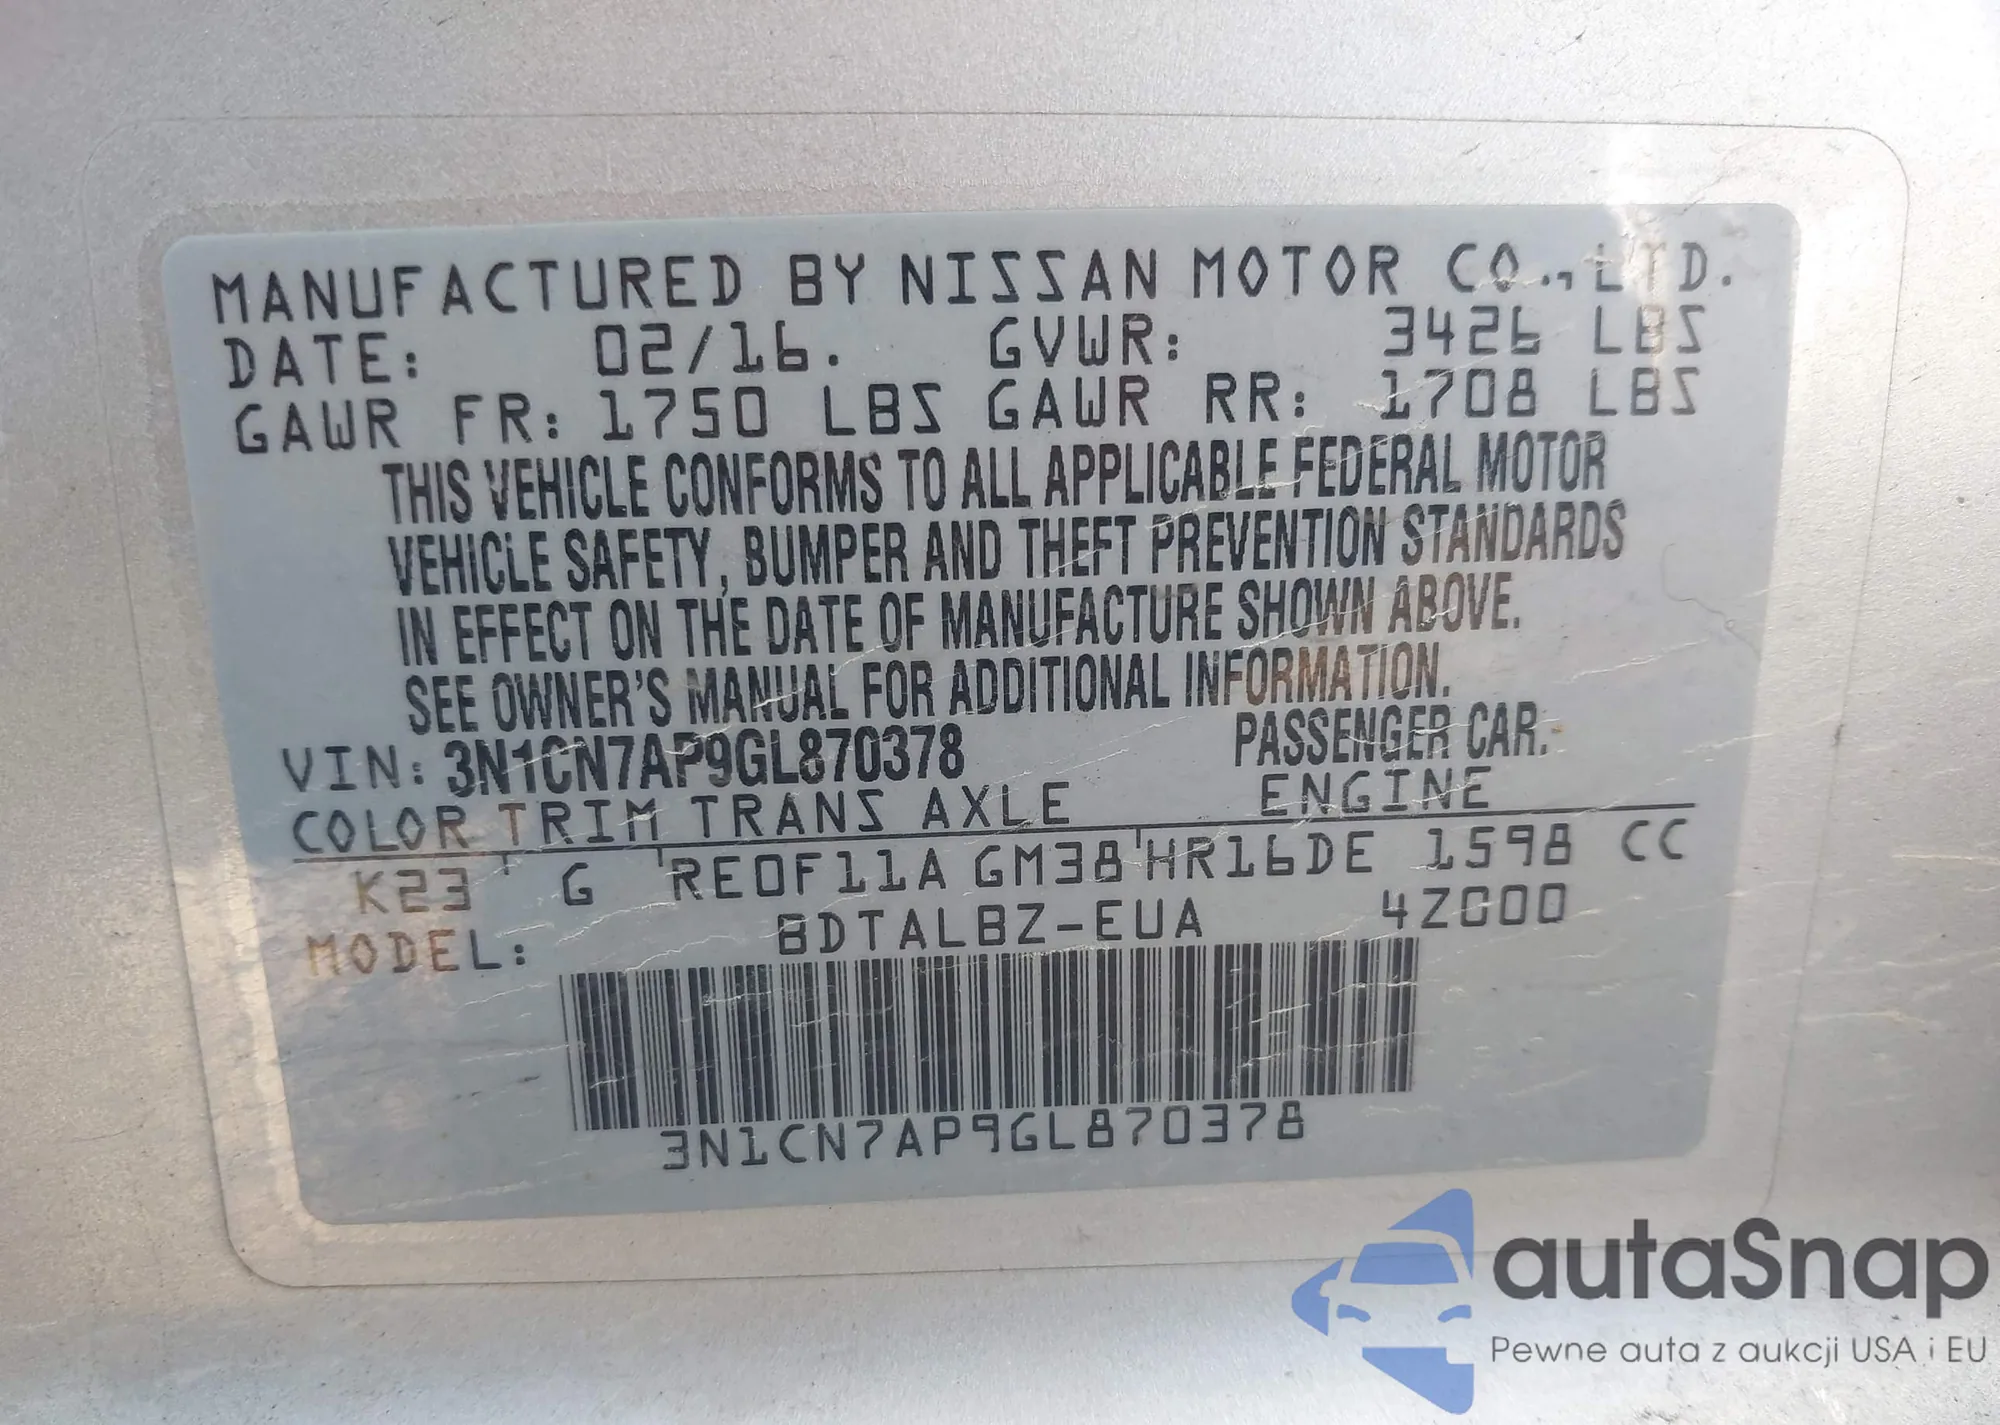 MANUFACTURED BY NISSAN MOTOR CO., LTD.
DATE: 02/16. GVWR: 3426 LBS
GAWR FR: 1750 LBS GAWR RR: 1708 LBS
THIS VEHICLE CONFORMS TO ALL APPLICABLE FEDERAL MOTOR
VEHICLE SAFETY, BUMPER AND THEFT PREVENTION STANDARDS
IN EFFECT ON THE DATE OF MANUFACTURE SHOWN ABOVE.
SEE OWNER'S MANUAL FOR ADDITIONAL INFORMATION.
VIN: 3N1CN7AP9GL870378 PASSENGER CAR.
COLOR TRIM TRANS AXLE ENGINE
K23 G RE0F11A GM38 HR16DE 1598 CC
MODEL: BDTALBZ-EUA 4Z000
3N1CN7AP9GL870378
autaSnap
Pewne auta z aukcji USA i EU